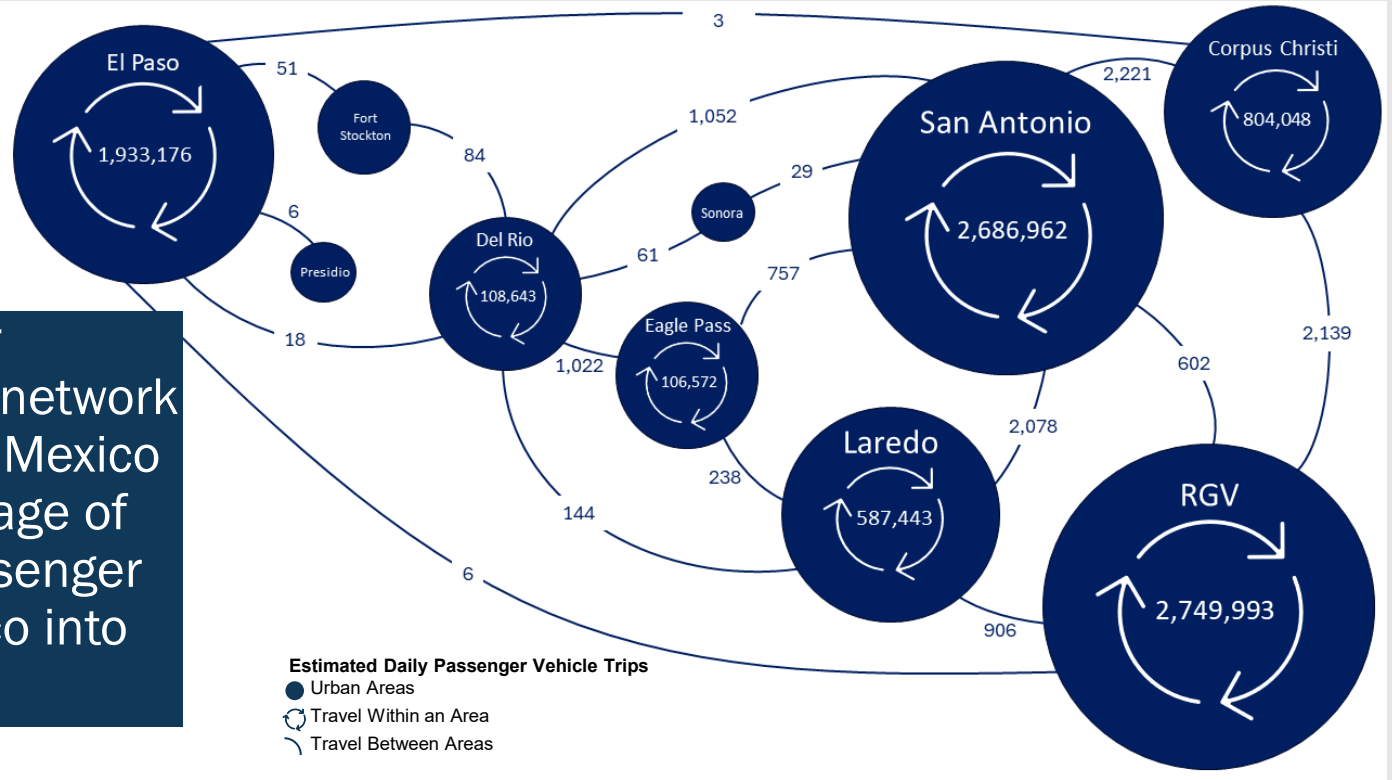 3
El Paso
1,933,176
51
Fort
Stockton
84
6
Presidio
18
1,052
29
Sonora
61
Del Rio
108,643
757
Eagle Pass
106,572
1,022
San Antonio
2,686,962
2,221
Corpus Christi
804,048
2,139
602
2,078
238
Laredo
587,443
144
906
RGV
2,749,993
6
network
Mexico
age of
senger
co into
Estimated Daily Passenger Vehicle Trips
Urban Areas
Travel Within an Area
Travel Between Areas